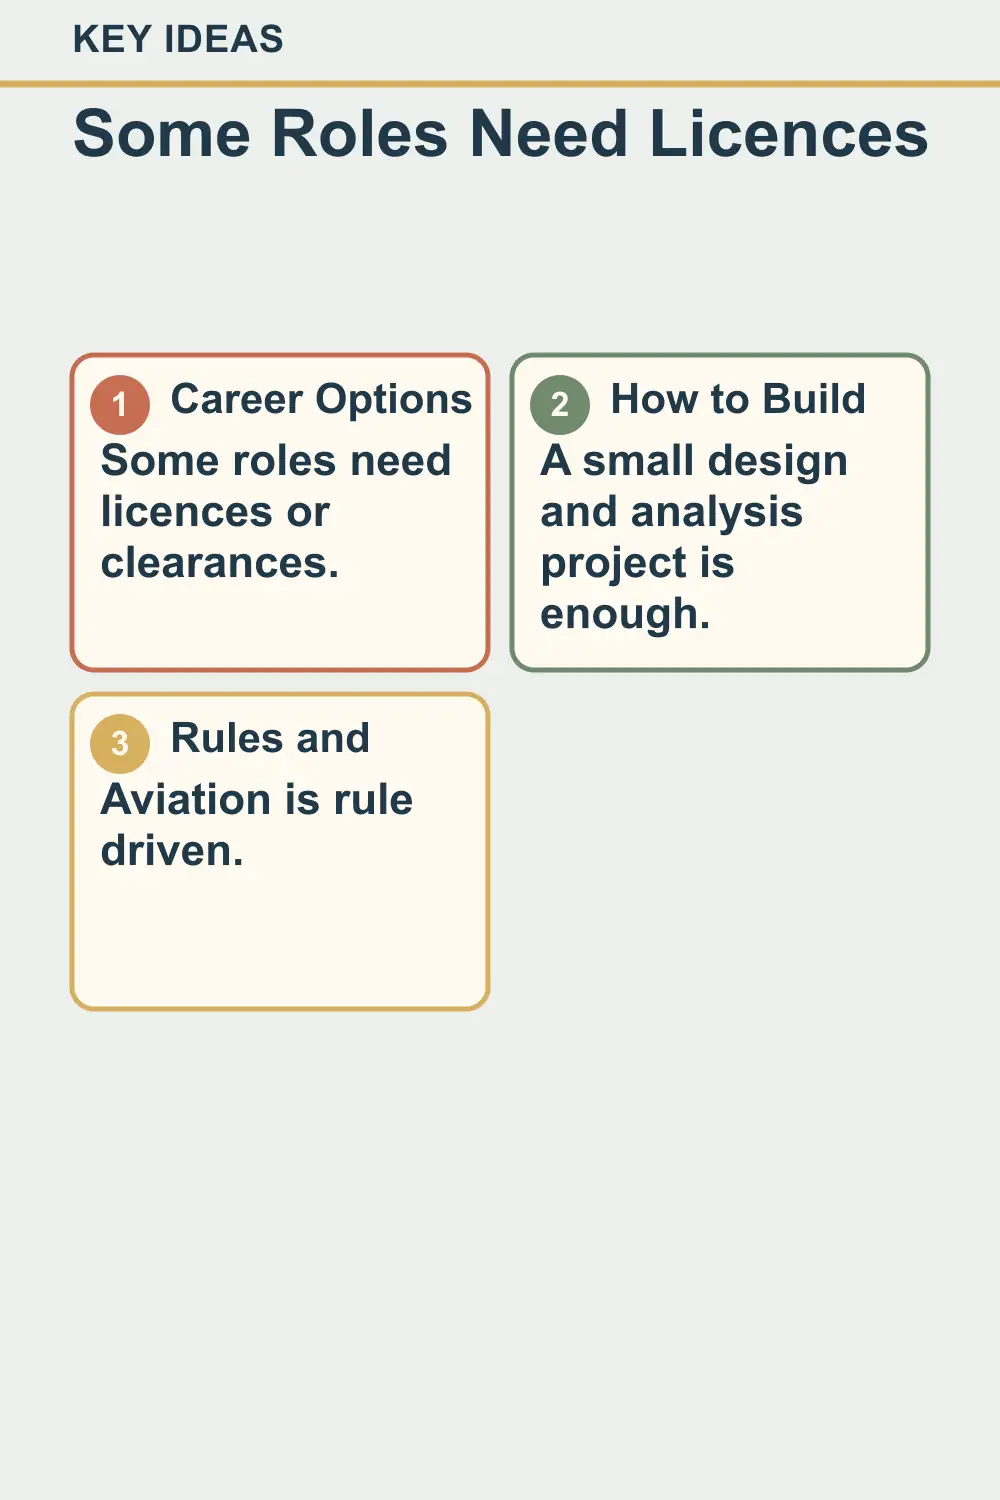 KEY IDEAS
Some Roles Need Licences
1 Career Options
Some roles need
licences or
clearances.
2 How to Build
A small design
and analysis
project is
enough.
3 Rules and
Aviation is rule
driven.